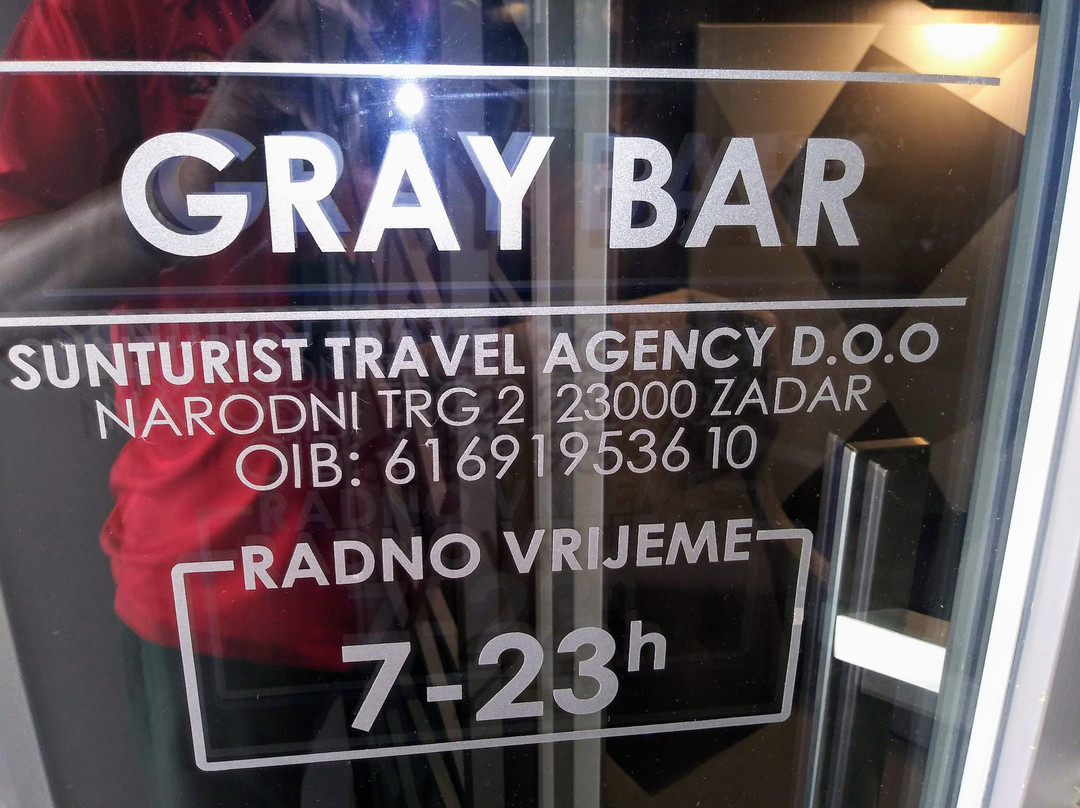 GRAY BAR
SUNTURIST TRAVEL AGENCY D.O.O
NARODNI TRG 2 23000 ZADAR
OIB: 61691953610
RADNO VRIJEME
7-23h